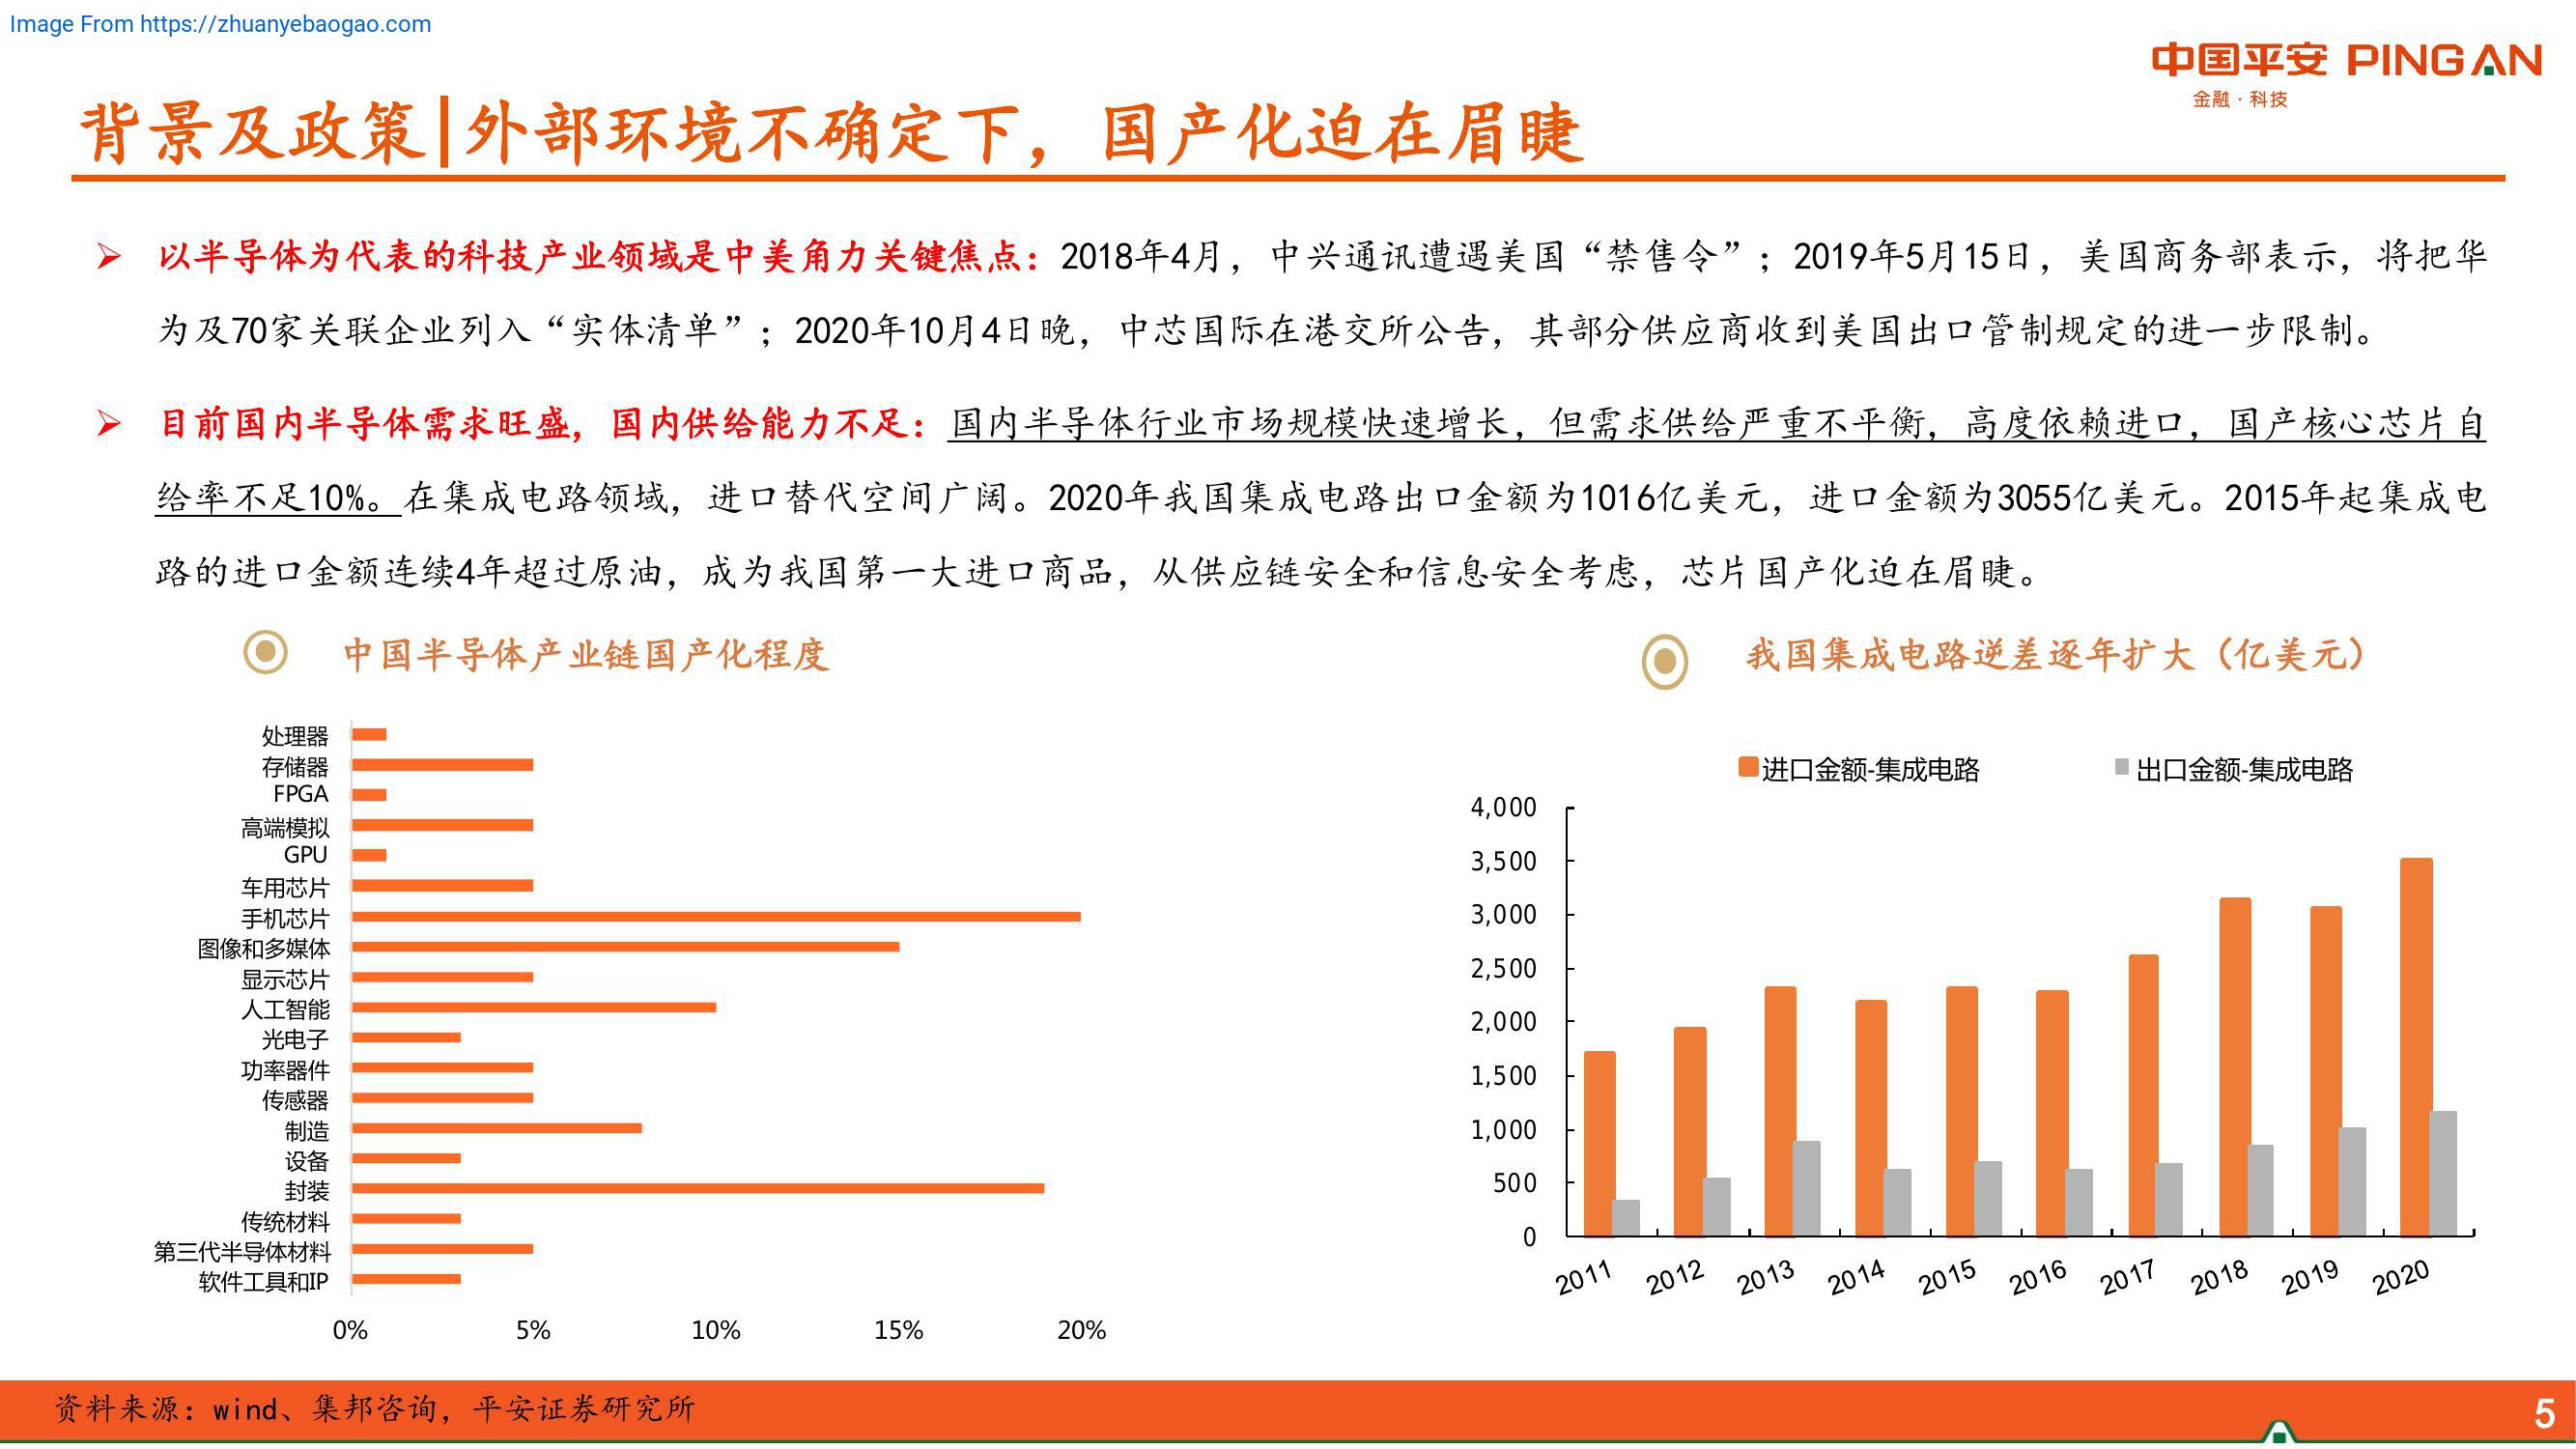 Image From https://zhuanyebaogao.com
中国平安 PINGAN
金融·科技
背景及政策|外部环境不确定下，国产化迫在眉睫
以半导体为代表的科技产业领域是中美角力关键焦点：2018年4月，中兴通讯遭遇美国“禁售令”；2019年5月15日，美国商务部表示，将把华
为及70家关联企业列入“实体清单”；2020年10月4日晚，中芯国际在港交所公告，其部分供应商收到美国出口管制规定的进一步限制。
目前国内半导体需求旺盛，国内供给能力不足：国内半导体行业市场规模快速增长，但需求供给严重不平衡，高度依赖进口，国产核心芯片自
给率不足10%。在集成电路领域，进口替代空间广阔。2020年我国集成电路出口金额为1016亿美元，进口金额为3055亿美元。2015年起集成电
路的进口金额连续4年超过原油，成为我国第一大进口商品，从供应链安全和信息安全考虑，芯片国产化迫在眉睫。
中国半导体产业链国产化程度
处理器
存储器
FPGA
高端模拟
GPU
车用芯片
手机芯片
图像和多媒体
显示芯片
人工智能
光电子
功率器件
传感器
制造
设备
封装
传统材料
第三代半导体材料
软件工具和IP
0% 5% 10% 15% 20%
我国集成电路逆差逐年扩大（亿美元）
进口金额-集成电路 出口金额-集成电路
4,000
3,500
3,000
2,500
2,000
1,500
1,000
500
0
2011 2012 2013 2014 2015 2016 2017 2018 2019 2020
资料来源：wind、集邦咨询，平安证券研究所
5